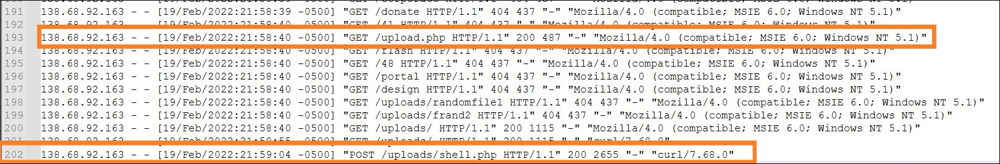 191 138.68.92.163 - - [19/Feb/2022:21:58:39 -0500] "GET /donate HTTP/1.1" 404 437 "-" "Mozilla/4.0 (compatible; MSIE 6.0; Windows NT 5.1)"
192 138.68.92.163 - - [19/Feb/2022:21:58:40 -0500] "GET /41 HTTP/1.1" 404 437 "-" "Mozilla/4.0 (compatible; MSIE 6.0; Windows NT 5.1)"
193 138.68.92.163 - - [19/Feb/2022:21:58:40 -0500] "GET /upload.php HTTP/1.1" 200 487 "-" "Mozilla/4.0 (compatible; MSIE 6.0; Windows NT 5.1)"
194 138.68.92.163 - - [19/Feb/2022:21:58:40 -0500] "GET /flash HTTP/1.1" 404 437 "-" "Mozilla/4.0 (compatible; MSIE 6.0; Windows NT 5.1)"
195 138.68.92.163 - - [19/Feb/2022:21:58:40 -0500] "GET /48 HTTP/1.1" 404 437 "-" "Mozilla/4.0 (compatible; MSIE 6.0; Windows NT 5.1)"
196 138.68.92.163 - - [19/Feb/2022:21:58:40 -0500] "GET /portal HTTP/1.1" 404 437 "-" "Mozilla/4.0 (compatible; MSIE 6.0; Windows NT 5.1)"
197 138.68.92.163 - - [19/Feb/2022:21:58:40 -0500] "GET /design HTTP/1.1" 404 437 "-" "Mozilla/4.0 (compatible; MSIE 6.0; Windows NT 5.1)"
198 138.68.92.163 - - [19/Feb/2022:21:58:40 -0500] "GET /uploads/randomfile1 HTTP/1.1" 404 437 "-" "Mozilla/4.0 (compatible; MSIE 6.0; Windows NT 5.1)"
199 138.68.92.163 - - [19/Feb/2022:21:58:40 -0500] "GET /uploads/frand2 HTTP/1.1" 404 437 "-" "Mozilla/4.0 (compatible; MSIE 6.0; Windows NT 5.1)"
200 138.68.92.163 - - [19/Feb/2022:21:58:40 -0500] "GET /uploads/ HTTP/1.1" 200 1115 "-" "Mozilla/4.0 (compatible; MSIE 6.0; Windows NT 5.1)"
201 138.68.92.163 - - [19/Feb/2022:21:58:55 -0500] "GET /uploads/ HTTP/1.1" 200 1115 "-" "curl/7.68.0"
202 138.68.92.163 - - [19/Feb/2022:21:59:04 -0500] "POST /uploads/shell.php HTTP/1.1" 200 2655 "-" "curl/7.68.0"